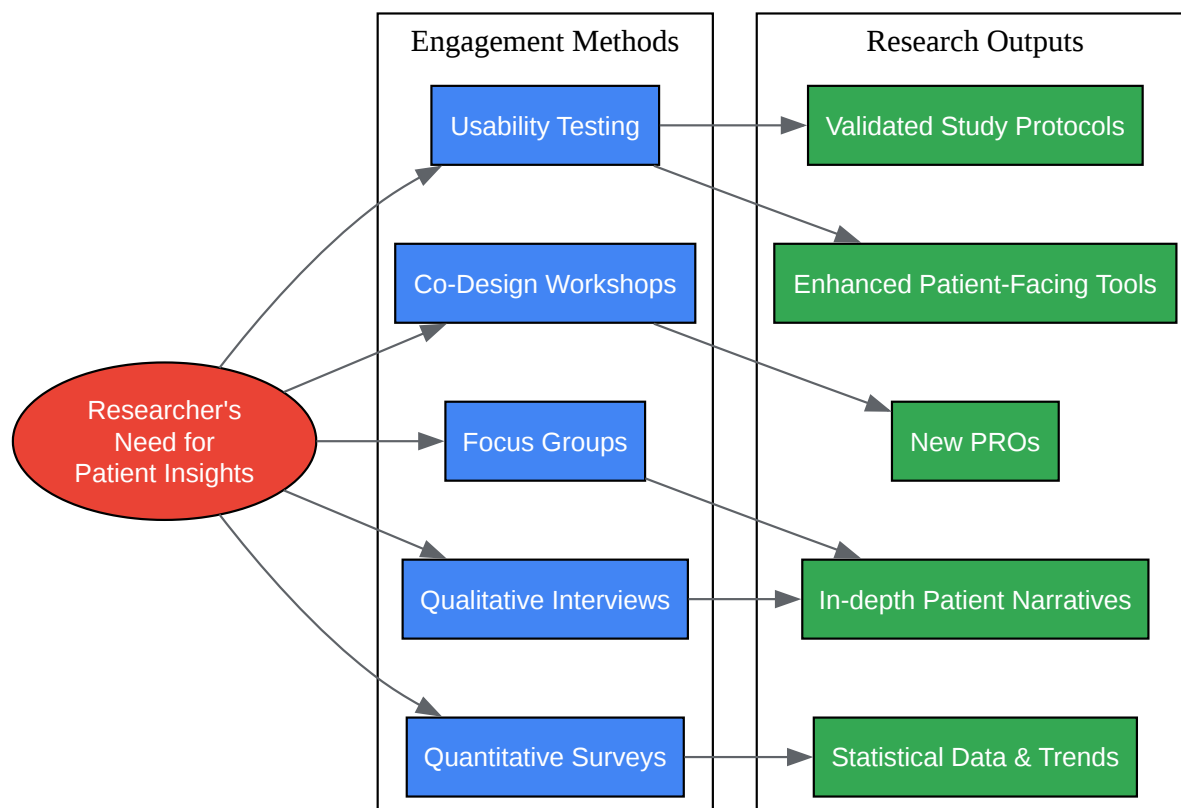 Engagement Methods
Research Outputs
Usability Testing
Validated Study Protocols
Co-Design Workshops
Enhanced Patient-Facing Tools
Researcher's
Need for
Patient Insights
Focus Groups
New PROs
Qualitative Interviews
In-depth Patient Narratives
Quantitative Surveys
Statistical Data & Trends